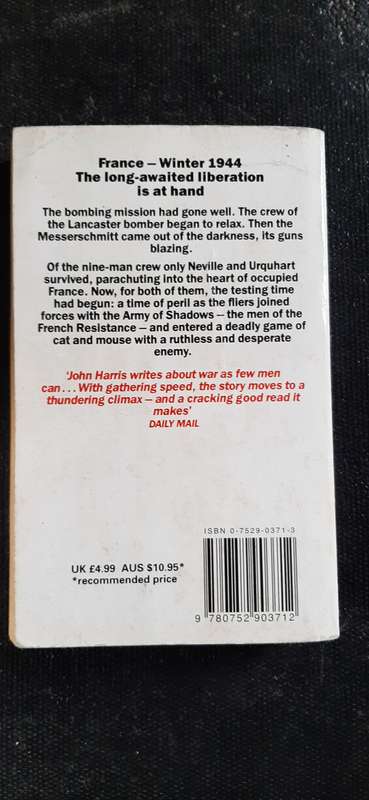 France – Winter 1944
The long-awaited liberation
is at hand
The bombing mission had gone well. The crew of
the Lancaster bomber began to relax. Then the
Messerschmitt came out of the darkness, its guns
blazing.
Of the nine-man crew only Neville and Urquhart
survived, parachuting into the heart of occupied
France. Now, for both of them, the testing time
had begun: a time of peril as the fliers joined
forces with the Army of Shadows – the men of the
French Resistance – and entered a deadly game of
cat and mouse with a ruthless and desperate
enemy.
'John Harris writes about war as few men
can... With gathering speed, the story moves to a
thundering climax – and a cracking good read it
makes'
DAILY MAIL
ISBN 0-7529-0371-3
UK £4.99 AUS $10.95*
*recommended price
9 780752 903712